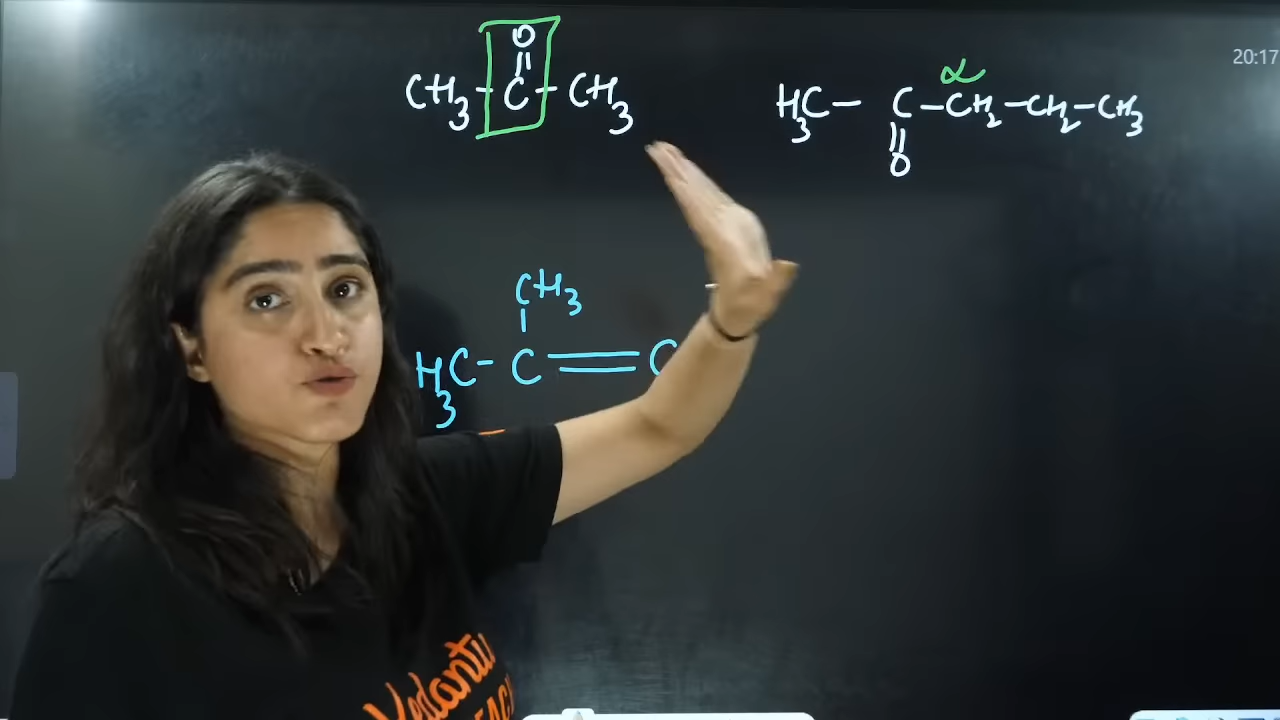 O
||
CH3 - C - CH3
20:17
α
H3C - C - CH2 - CH2 - CH3
||
O
CH3
|
H3C - C = C
Vedantu